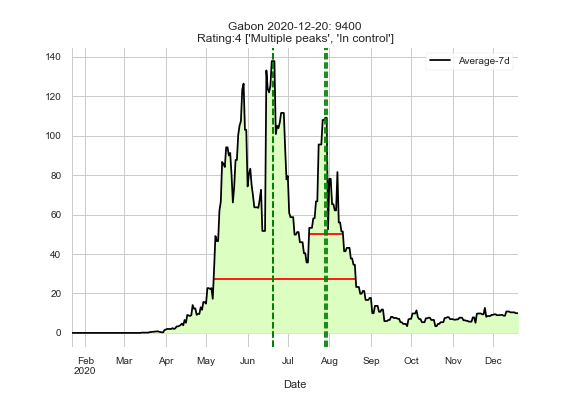 Gabon 2020-12-20: 9400
Rating:4 ['Multiple peaks', 'In control']
Average-7d
140
120
100
80
60
40
20
0
Feb Mar Apr May Jun Jul Aug Sep Oct Nov Dec
2020
Date